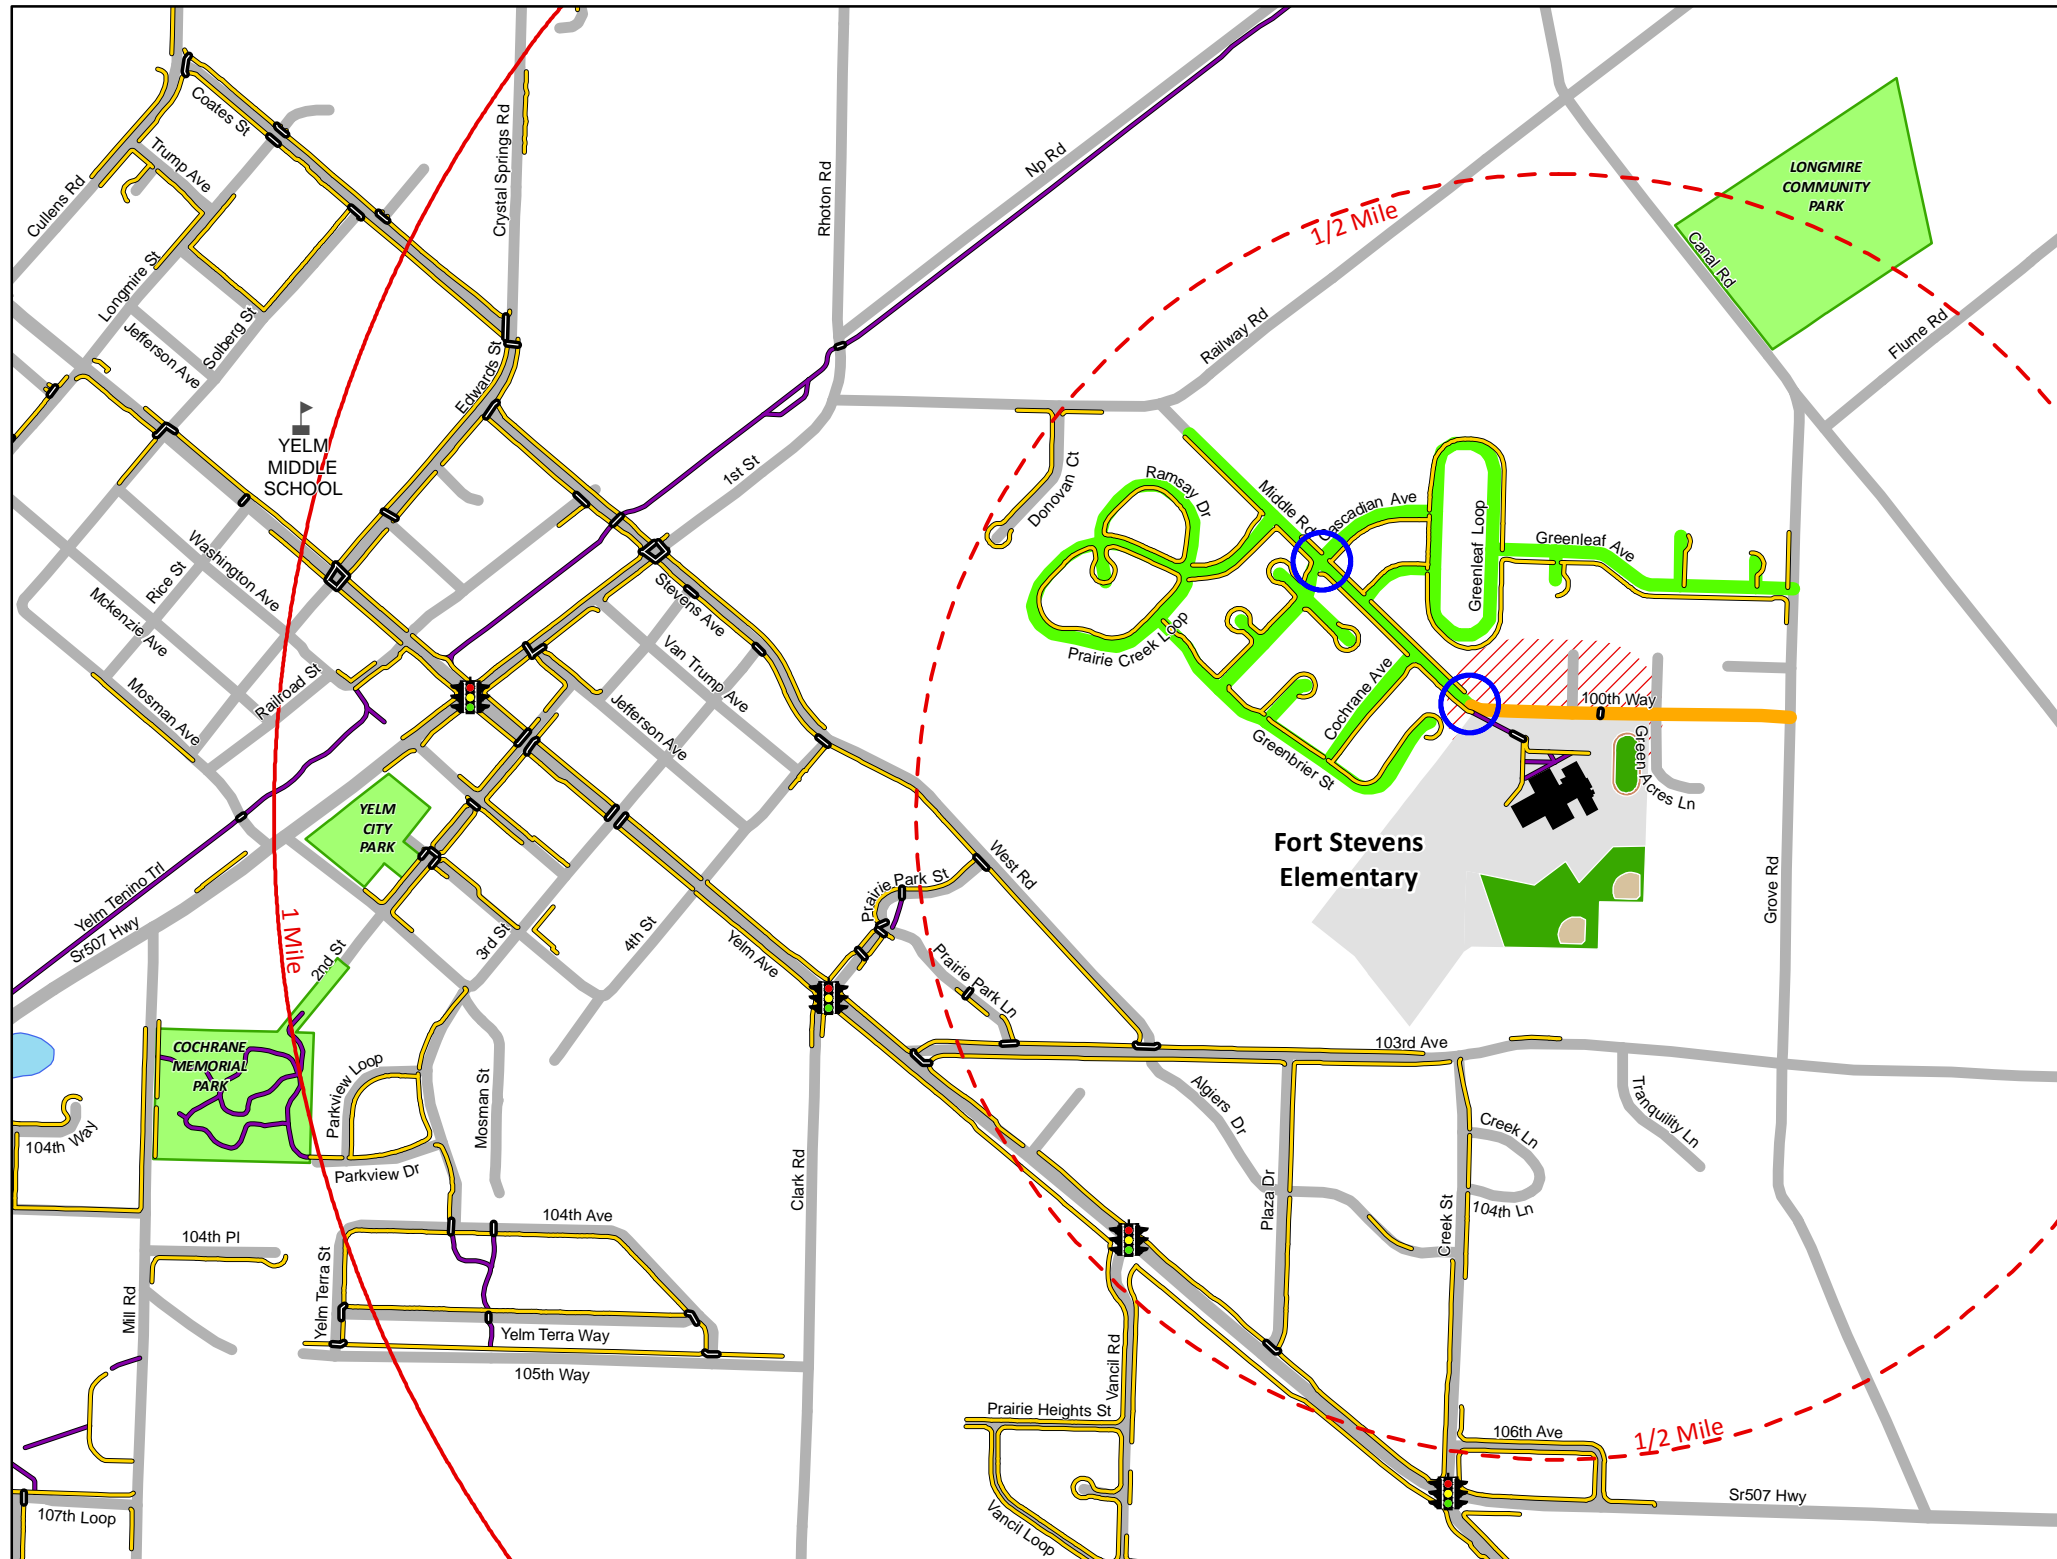 Coates St
Trump Ave
Cullens Rd
Longmire St
Jefferson Ave
Solberg St
Crystal Springs Rd
Edwards St
Rhoton Rd
Np Rd
1/2 Mile
Railway Rd
LONGMIRE
COMMUNITY
PARK
Canal Rd
Flume Rd
YELM
MIDDLE
SCHOOL
1st St
Donovan Ct
Ramsay Dr
Middle Rd
Cascadian Ave
Greenleaf Loop
Greenleaf Ave
Washington Ave
Rice St
Mckenzie Ave
Mosman Ave
Railroad St
Stevens Ave
Van Trump Ave
Jefferson Ave
Prairie Creek Loop
Cochrane Ave
Greenbrier St
100th Way
Green Acres Ln
YELM
CITY
PARK
Fort Stevens
Elementary
West Rd
Prairie Park St
Prairie Park Ln
Grove Rd
Yelm Tenino Trl
Sr507 Hwy
1 Mile
2nd St
3rd St
4th St
Yelm Ave
COCHRANE
MEMORIAL
PARK
Parkview Loop
Mosman St
Parkview Dr
104th Way
103rd Ave
Algiers Dr
Plaza Dr
Creek Ln
104th Ln
Creek St
Tranquility Ln
Clark Rd
104th Ave
104th Pl
Mill Rd
Yelm Terra St
Yelm Terra Way
105th Way
Vancil Rd
Prairie Heights St
Vancil Loop
106th Ave
1/2 Mile
Sr507 Hwy
107th Loop